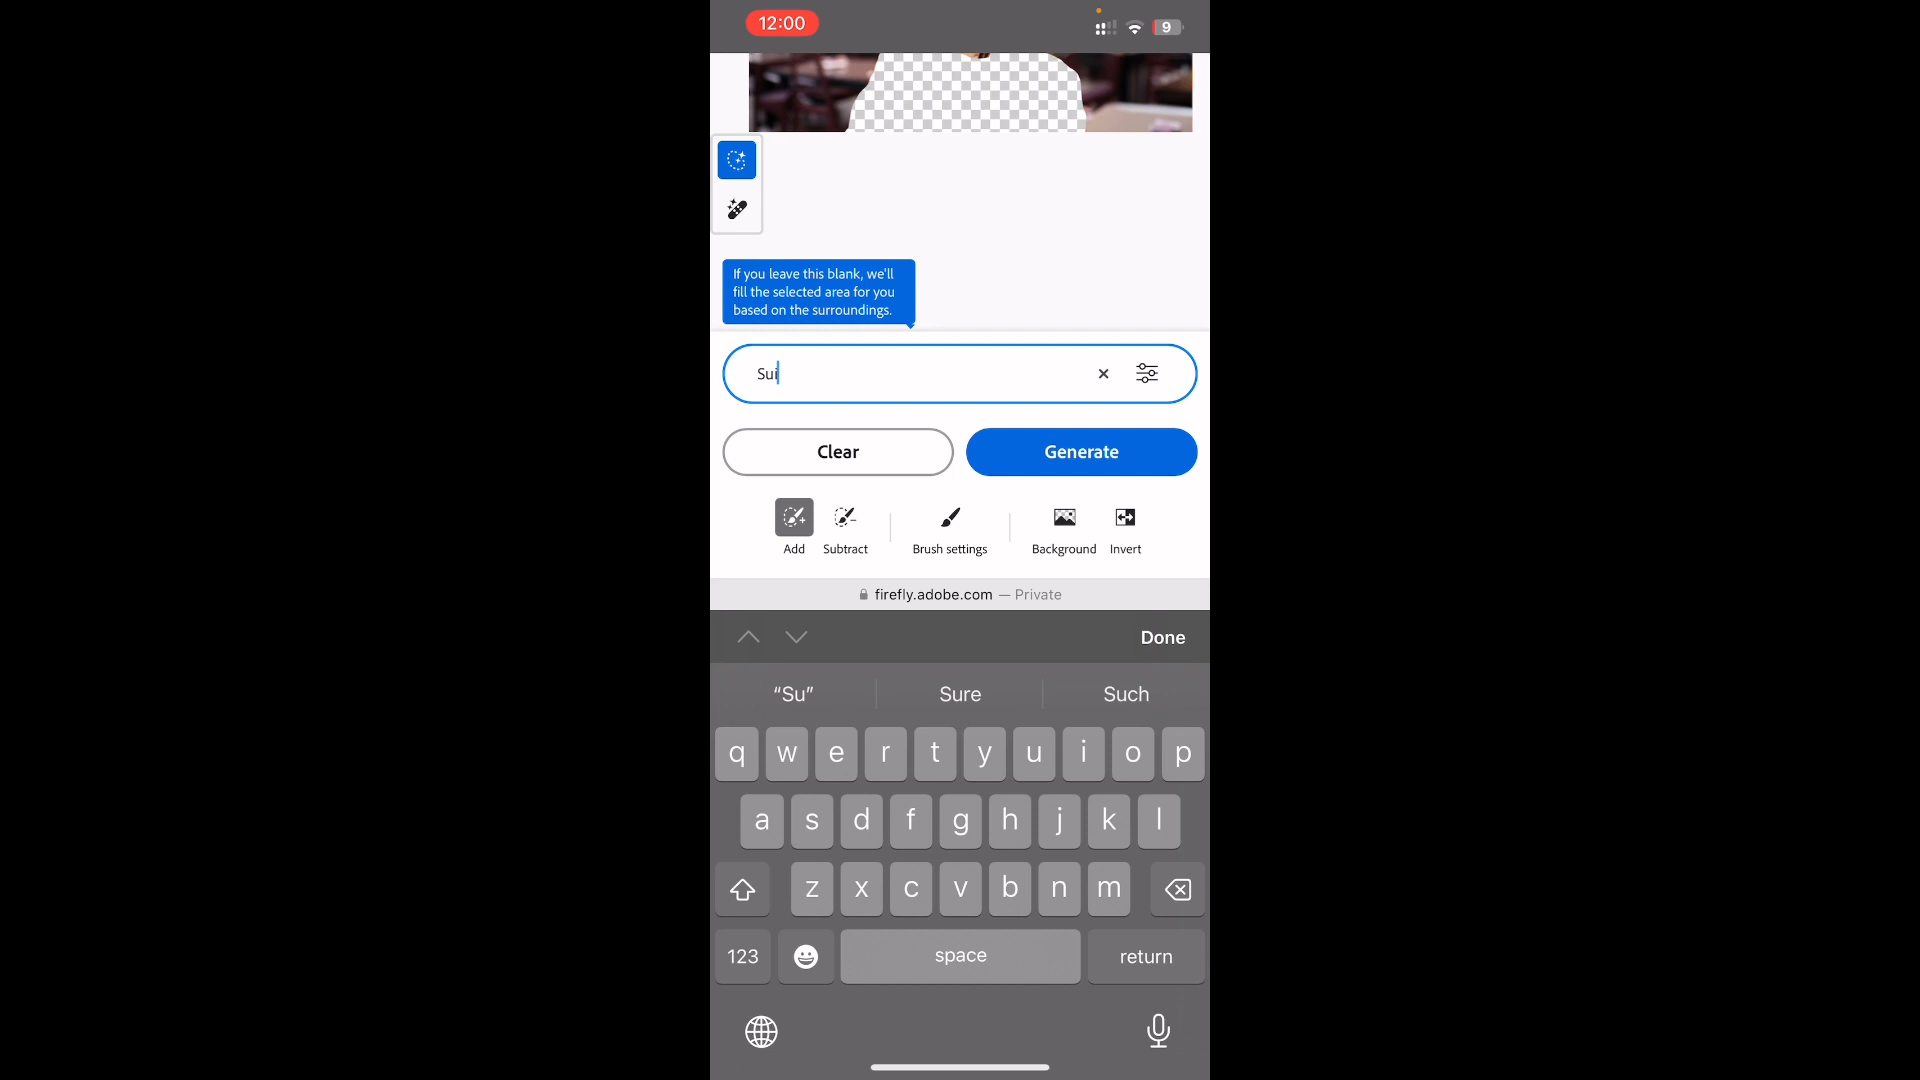 12:00
9
If you leave this blank, we'll
fill the selected area for you
based on the surroundings.
Sui
Clear
Generate
Add
Subtract
Brush settings
Background
Invert
firefly.adobe.com — Private
Done
“Su”
Sure
Such
q w e r t y u i o p
a s d f g h j k l
z x c v b n m
123
space
return